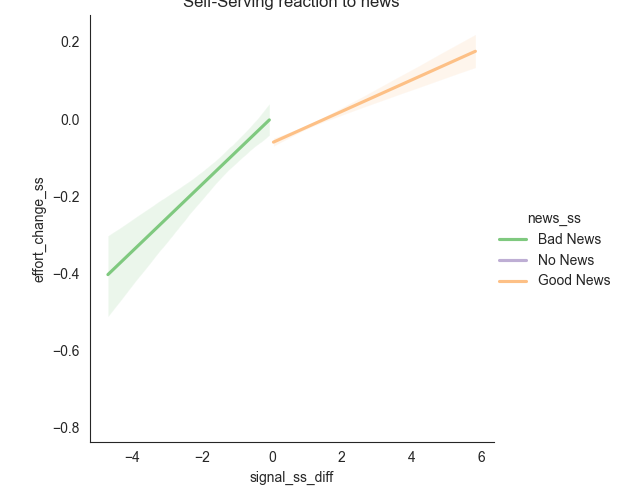 Self-Serving reaction to news
0.2
0.0
−0.2
−0.4
−0.6
−0.8
effort_change_ss
−4
−2
0
2
4
6
signal_ss_diff
news_ss
Bad News
No News
Good News